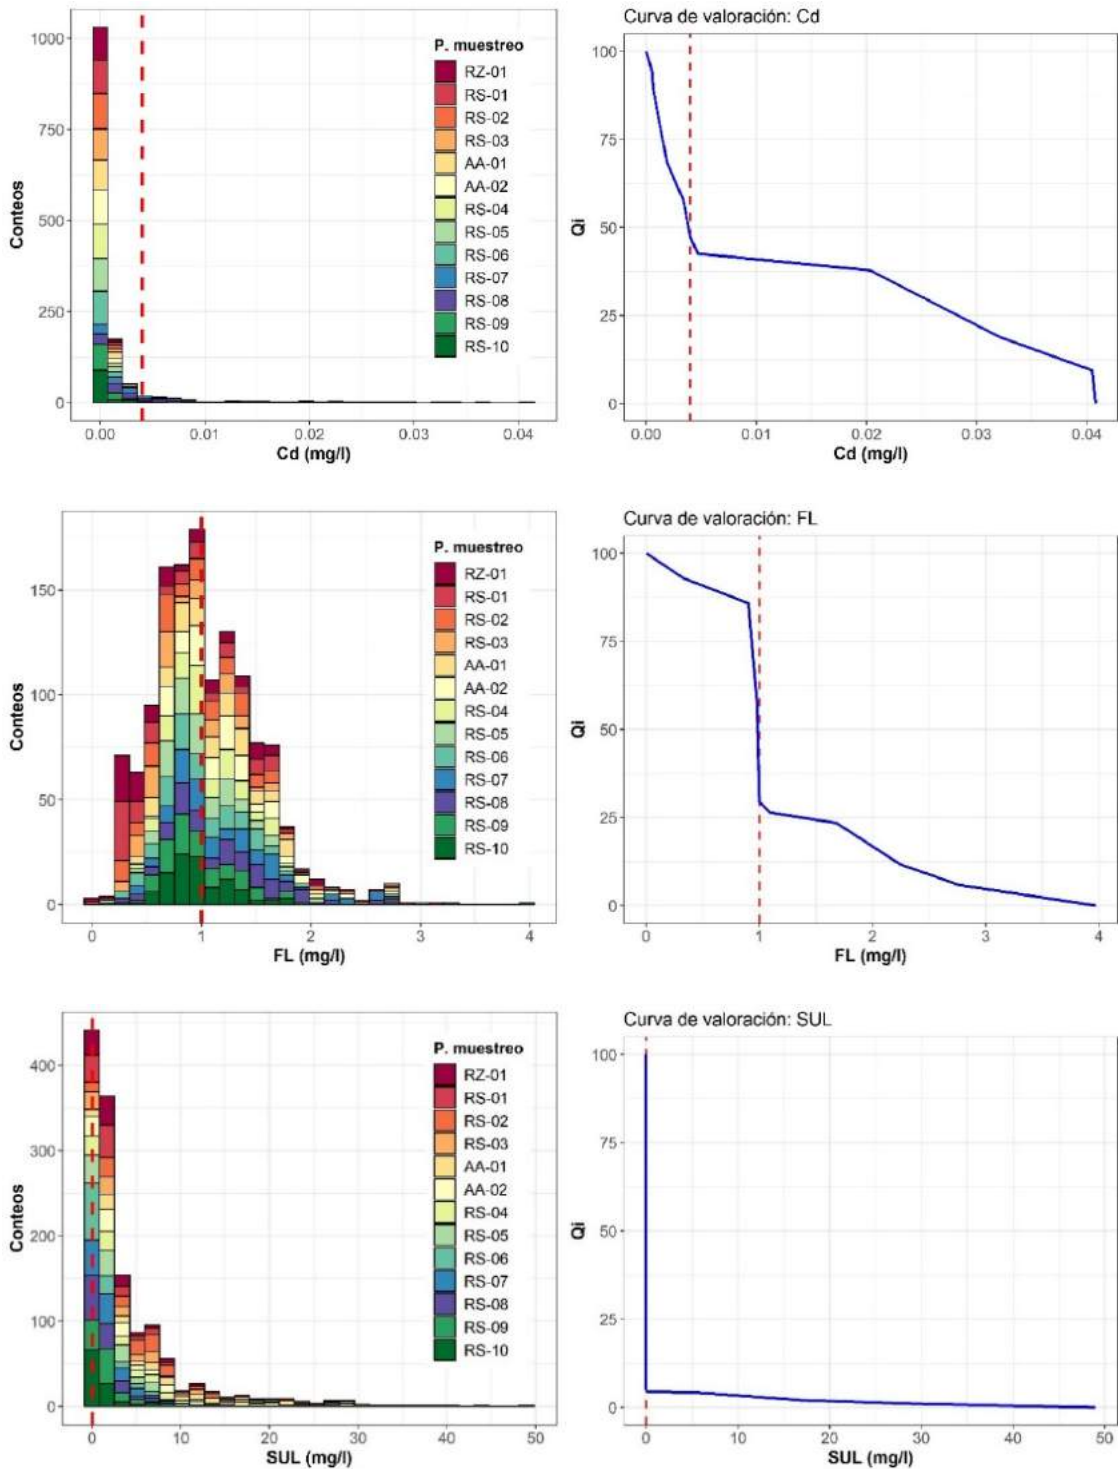 1000
750
500
250
0
Conteos
P. muestreo
RZ-01
RS-01
RS-02
RS-03
AA-01
AA-02
RS-04
RS-05
RS-06
RS-07
RS-08
RS-09
RS-10
0.00 0.01 0.02 0.03 0.04
Cd (mg/l)
Curva de valoración: Cd
100
75
50
25
0
Qi
0.00 0.01 0.02 0.03 0.04
Cd (mg/l)
150
100
50
0
Conteos
P. muestreo
RZ-01
RS-01
RS-02
RS-03
AA-01
AA-02
RS-04
RS-05
RS-06
RS-07
RS-08
RS-09
RS-10
0 1 2 3 4
FL (mg/l)
Curva de valoración: FL
100
75
50
25
0
Qi
0 1 2 3 4
FL (mg/l)
400
300
200
100
0
Conteos
P. muestreo
RZ-01
RS-01
RS-02
RS-03
AA-01
AA-02
RS-04
RS-05
RS-06
RS-07
RS-08
RS-09
RS-10
0 10 20 30 40 50
SUL (mg/l)
Curva de valoración: SUL
100
75
50
25
0
Qi
0 10 20 30 40 50
SUL (mg/l)